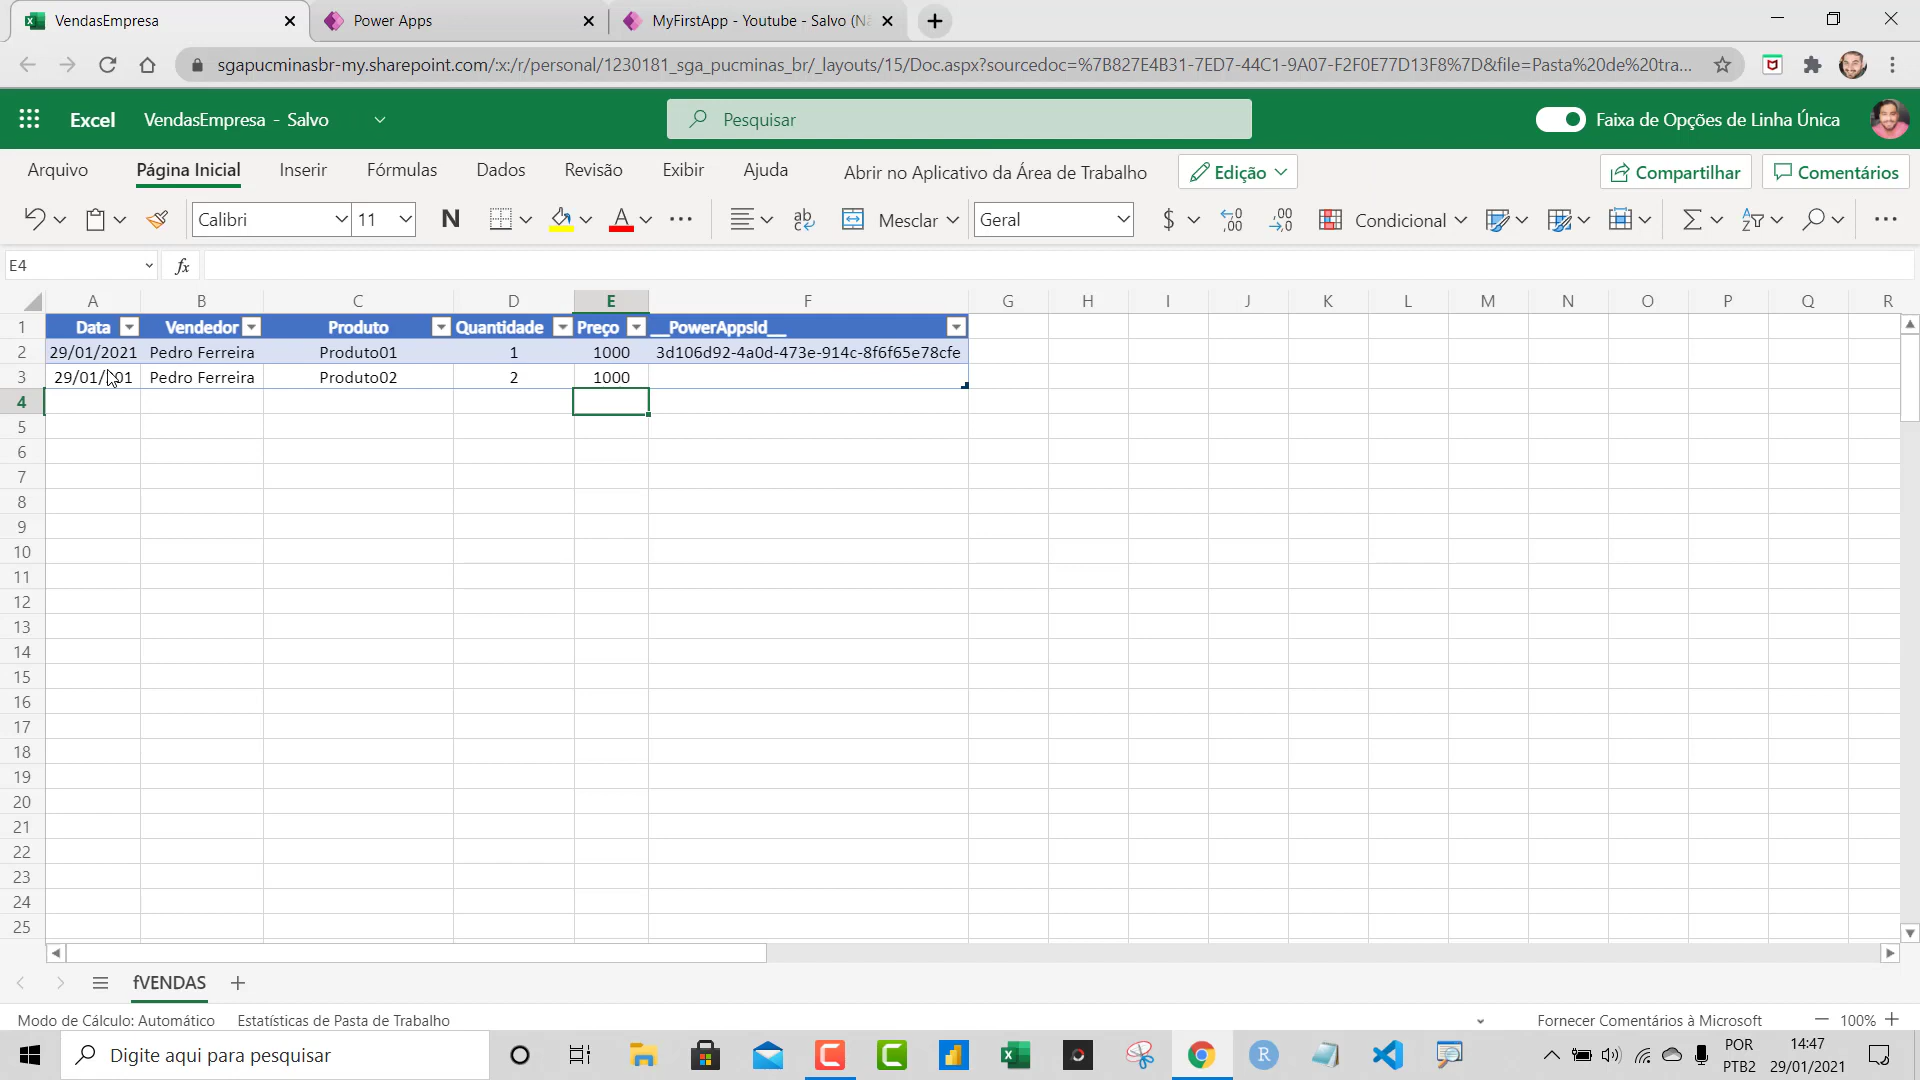 VendasEmpresa
Power Apps
MyFirstApp - Youtube - Salvo (N
sgapucminasbr-my.sharepoint.com/:x:/r/personal/1230181_sga_pucminas_br/_layouts/15/Doc.aspx?sourcedoc=%7B827E4B31-7ED7-44C1-9A07-F2F0E77D13F8%7D&file=Pasta%20de%20tra...
Excel
VendasEmpresa - Salvo
Pesquisar
Faixa de Opções de Linha Única
Arquivo
Página Inicial
Inserir
Fórmulas
Dados
Revisão
Exibir
Ajuda
Abrir no Aplicativo da Área de Trabalho
Edição
Compartilhar
Comentários
Calibri
11
N
Mesclar
Geral
Condicional
E4
fx
A B C D E F G H I J K L M N O P Q R
1 Data Vendedor Produto Quantidade Preço __PowerAppsId__
2 29/01/2021 Pedro Ferreira Produto01 1 1000 3d106d92-4a0d-473e-914c-8f6f65e78cfe
3 Pedro Ferreira Produto02 2 1000
4
5
6
7
8
9
10
11
12
13
14
15
16
17
18
19
20
21
22
23
24
25
fVENDAS
Modo de Cálculo: Automático
Estatísticas de Pasta de Trabalho
Fornecer Comentários à Microsoft
100%
Digite aqui para pesquisar
POR
PTB2
14:47
29/01/2021